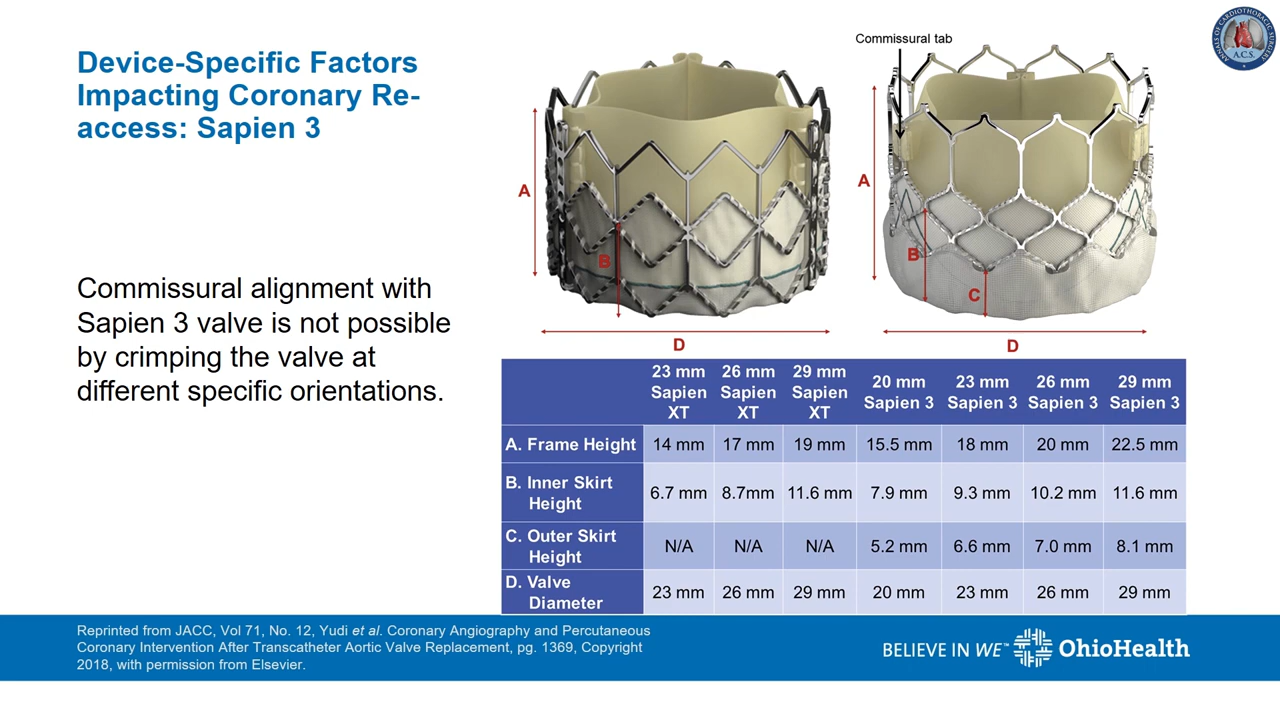 Device-Specific Factors
Impacting Coronary Re-
access: Sapien 3
Commissural alignment with
Sapien 3 valve is not possible
by crimping the valve at
different specific orientations.
Commissural tab
A
B
D
A
B
C
D
ANNALS OF CARDIOTHORACIC SURGERY
A.C.S.
23 mm Sapien XT 26 mm Sapien XT 29 mm Sapien XT 20 mm Sapien 3 23 mm Sapien 3 26 mm Sapien 3 29 mm Sapien 3
A. Frame Height 14 mm 17 mm 19 mm 15.5 mm 18 mm 20 mm 22.5 mm
B. Inner Skirt Height 6.7 mm 8.7mm 11.6 mm 7.9 mm 9.3 mm 10.2 mm 11.6 mm
C. Outer Skirt Height N/A N/A N/A 5.2 mm 6.6 mm 7.0 mm 8.1 mm
D. Valve Diameter 23 mm 26 mm 29 mm 20 mm 23 mm 26 mm 29 mm
Reprinted from JACC, Vol 71, No. 12, Yudi et al. Coronary Angiography and Percutaneous
Coronary Intervention After Transcatheter Aortic Valve Replacement, pg. 1369, Copyright
2018, with permission from Elsevier.
BELIEVE IN WE™ OhioHealth